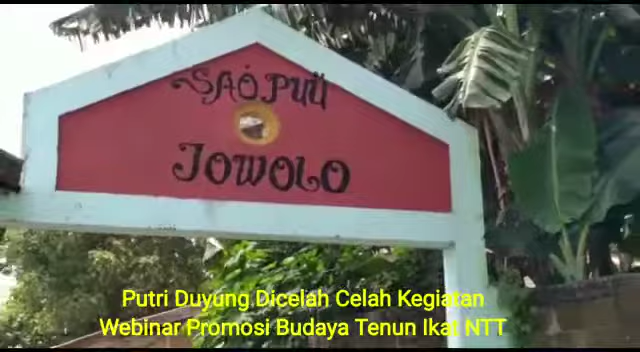 SAO PUU
JOWOLO
Putri Duyung Dicelah Celah Kegiatan
Webinar Promosi Budaya Tenun Ikat NTT